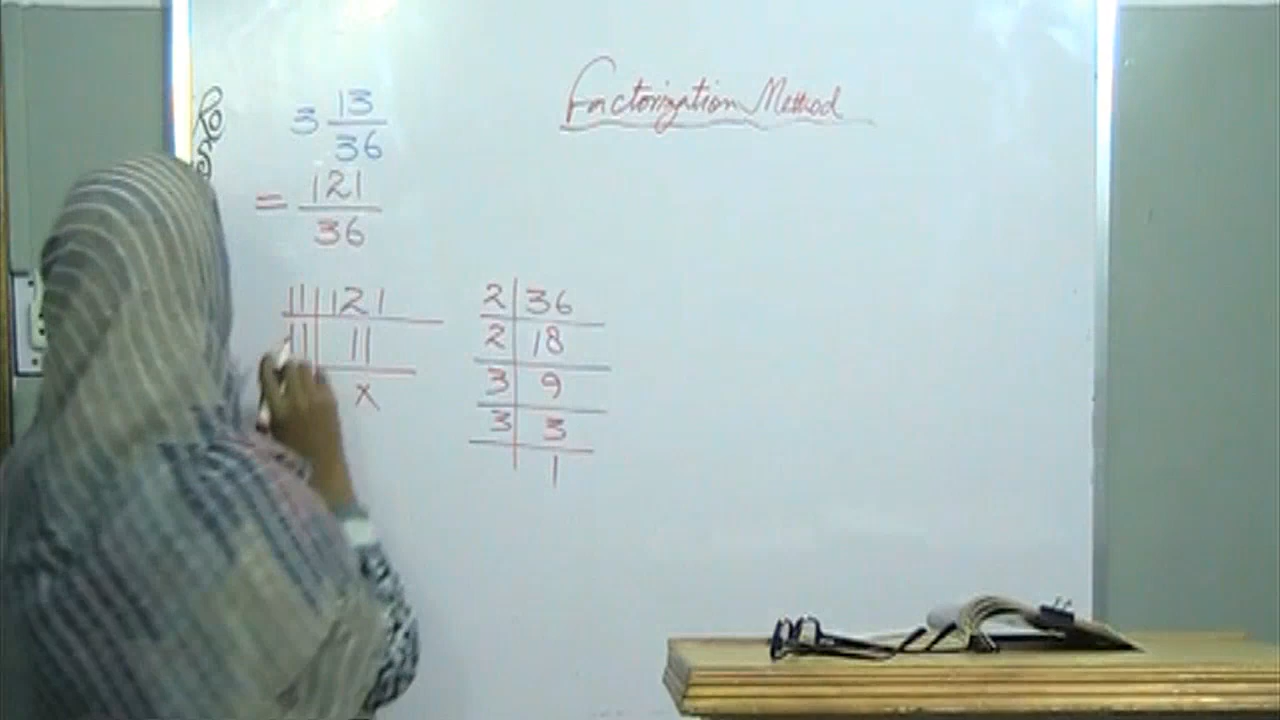 Factorization Method
3 13/36
= 121/36
11 | 121
11 | 11
x
2 | 36
2 | 18
3 | 9
3 | 3
1